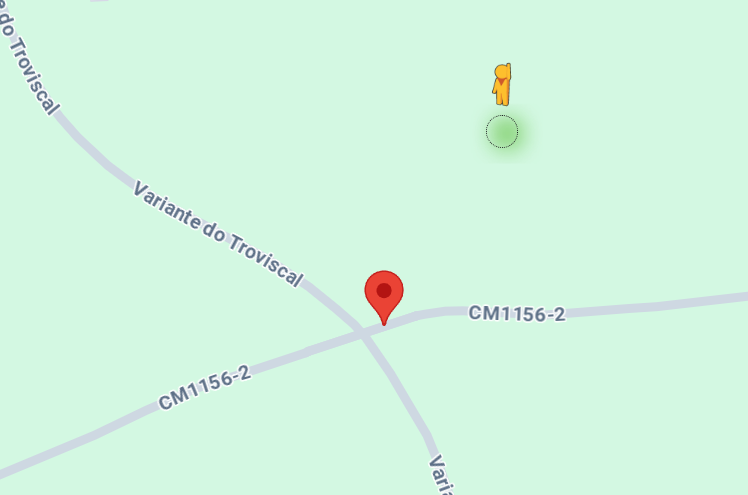 do Troviscal
Variante do Troviscal
CM1156-2
CM1156-2